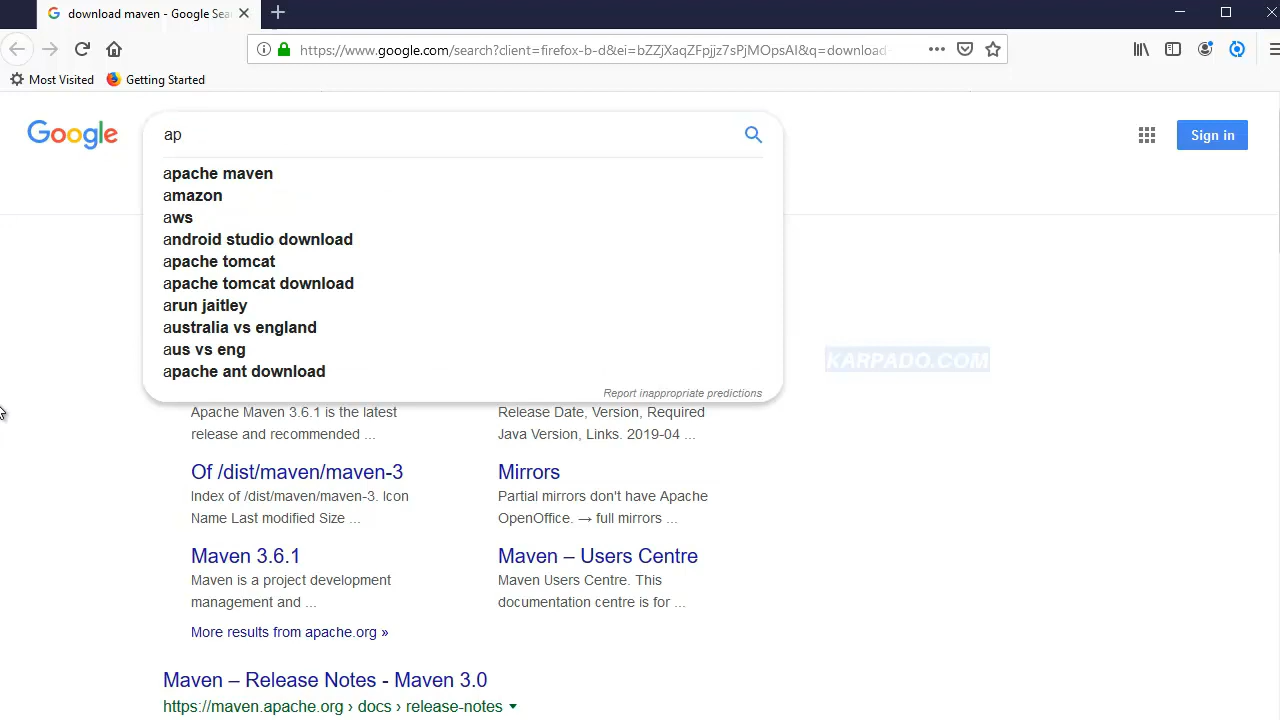 download maven - Google Sea
https://www.google.com/search?client=firefox-b-d&ei=bZZjXaqZFpjjz7sPjMOpsAI&q=download
Most Visited
Getting Started
Google
ap
Sign in
apache maven
amazon
aws
android studio download
apache tomcat
apache tomcat download
arun jaitley
australia vs england
aus vs eng
apache ant download
Report inappropriate predictions
KARPADO.COM
Apache Maven 3.6.1 is the latest
release and recommended ...
Release Date, Version, Required
Java Version, Links. 2019-04 ...
Of /dist/maven/maven-3
Index of /dist/maven/maven-3. Icon
Name Last modified Size ...
Mirrors
Partial mirrors don't have Apache
OpenOffice. → full mirrors ...
Maven 3.6.1
Maven is a project development
management and ...
Maven – Users Centre
Maven Users Centre. This
documentation centre is for ...
More results from apache.org »
Maven – Release Notes - Maven 3.0
https://maven.apache.org › docs › release-notes